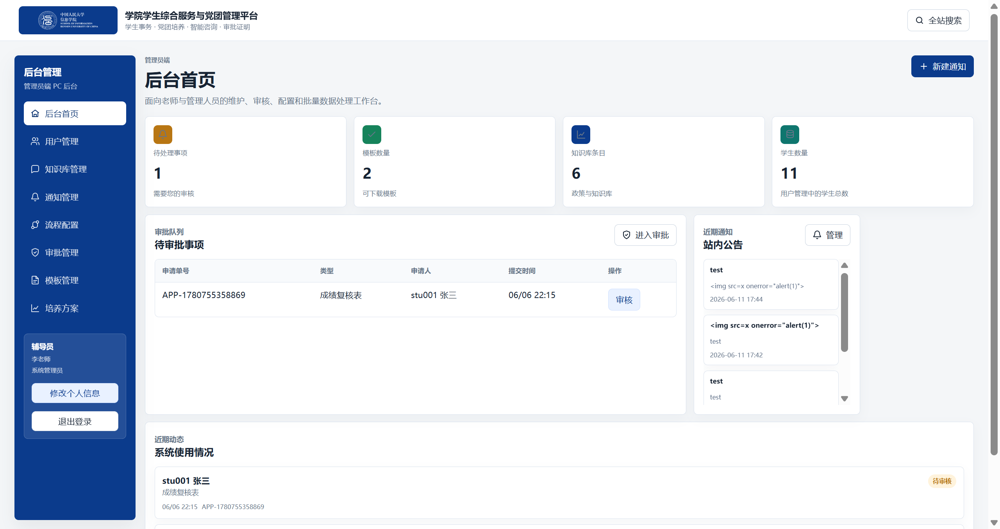 中国人民大学
信息学院
SCHOOL OF INFORMATION
RENMIN UNIVERSITY OF CHINA
学院学生综合服务与党团管理平台
学生事务 · 党团培养 · 智能咨询 · 审批证明
全站搜索
后台管理
管理员端 PC 后台
后台首页
用户管理
知识库管理
通知管理
流程配置
审批管理
模板管理
培养方案
辅导员
李老师
系统管理员
修改个人信息
退出登录
管理员端
后台首页
面向老师与管理人员的维护、审核、配置和批量数据处理工作台。
新建通知
待处理事项
1
需要您的审核
模板数量
2
可下载模板
知识库条目
6
政策与知识库
学生数量
11
用户管理中的学生总数
审批队列
待审批事项
进入审批
申请单号 类型 申请人 提交时间 操作
APP-1780755358869 成绩复核表 stu001 张三 06/06 22:15 审核
近期通知
站内公告
管理
test
<img src=x onerror="alert(1)">
2026-06-11 17:44
<img src=x onerror="alert(1)">
test
2026-06-11 17:42
test
test
近期动态
系统使用情况
stu001 张三
待审核
成绩复核表
06/06 22:15 APP-1780755358869